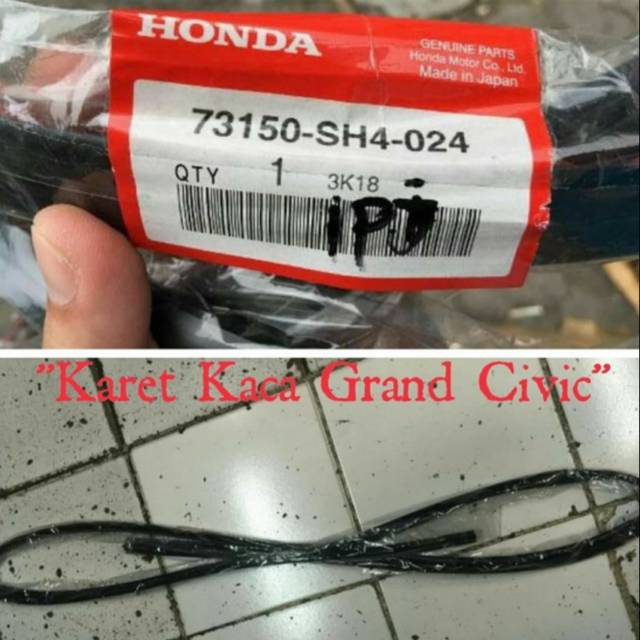 HONDA
GENUINE PARTS
Honda Motor Co., Ltd.
Made in Japan
73150-SH4-024
QTY 1 3K18
IPJ
"Karet Kaca Grand Civic"